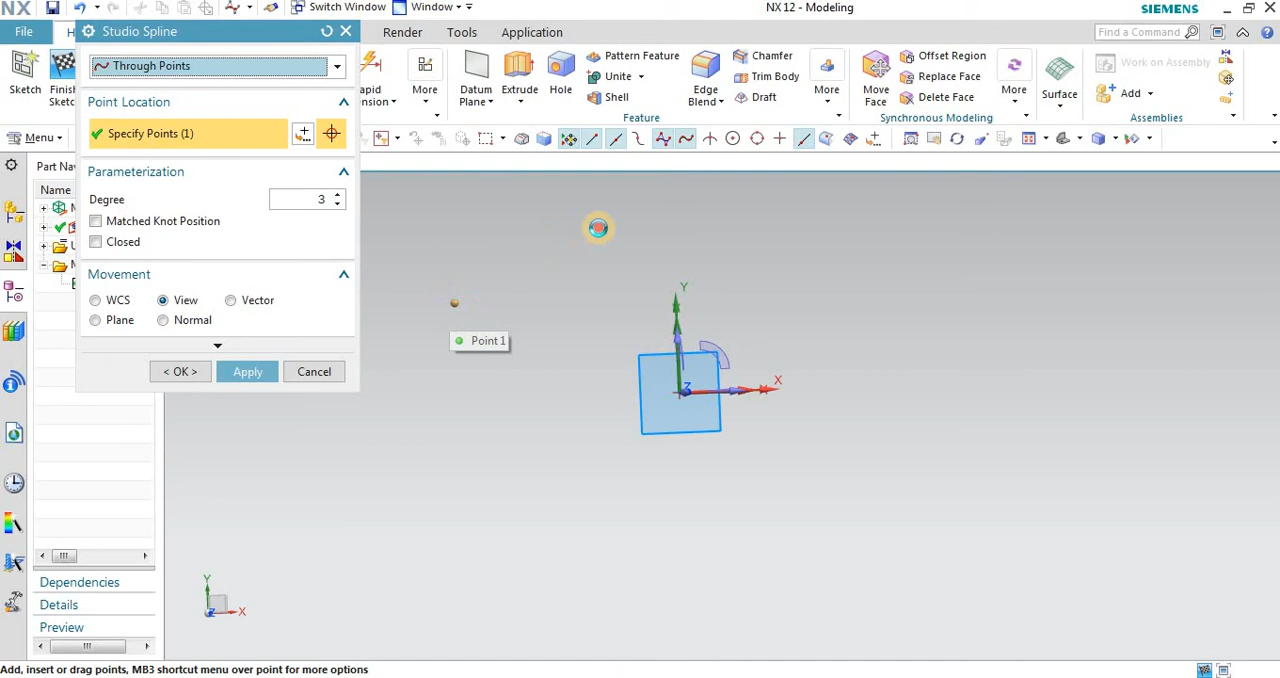 NX Switch Window Window NX 12 - Modeling SIEMENS
File Studio Spline Render Tools Application Find a Command
Through Points
Sketch Finish Sketch More Datum Plane Extrude Hole Pattern Feature Unite Shell Edge Blend Chamfer Trim Body Draft More Move Face Offset Region Replace Face Delete Face More Surface Work on Assembly Add
Point Location
Feature Synchronous Modeling Assemblies
Menu Specify Points (1)
Part Nav
Parameterization
Name
Degree 3
Matched Knot Position
Closed
Movement
WCS View Vector
Plane Normal
< OK > Apply Cancel
Point 1
Y
X
Z
Y
X
Z
Dependencies
Details
Preview
Add, insert or drag points, MB3 shortcut menu over point for more options